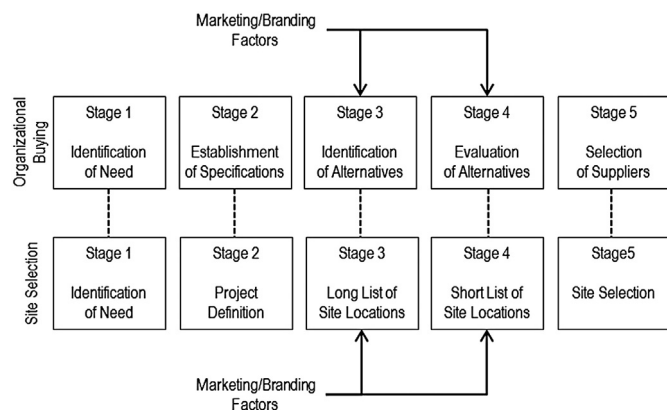 Marketing/Branding
Factors
Organizational
Buying
Stage 1
Identification
of Need
Stage 2
Establishment
of Specifications
Stage 3
Identification
of Alternatives
Stage 4
Evaluation
of Alternatives
Stage 5
Selection
of Suppliers
Site Selection
Stage 1
Identification
of Need
Stage 2
Project
Definition
Stage 3
Long List of
Site Locations
Stage 4
Short List of
Site Locations
Stage5
Site Selection
Marketing/Branding
Factors